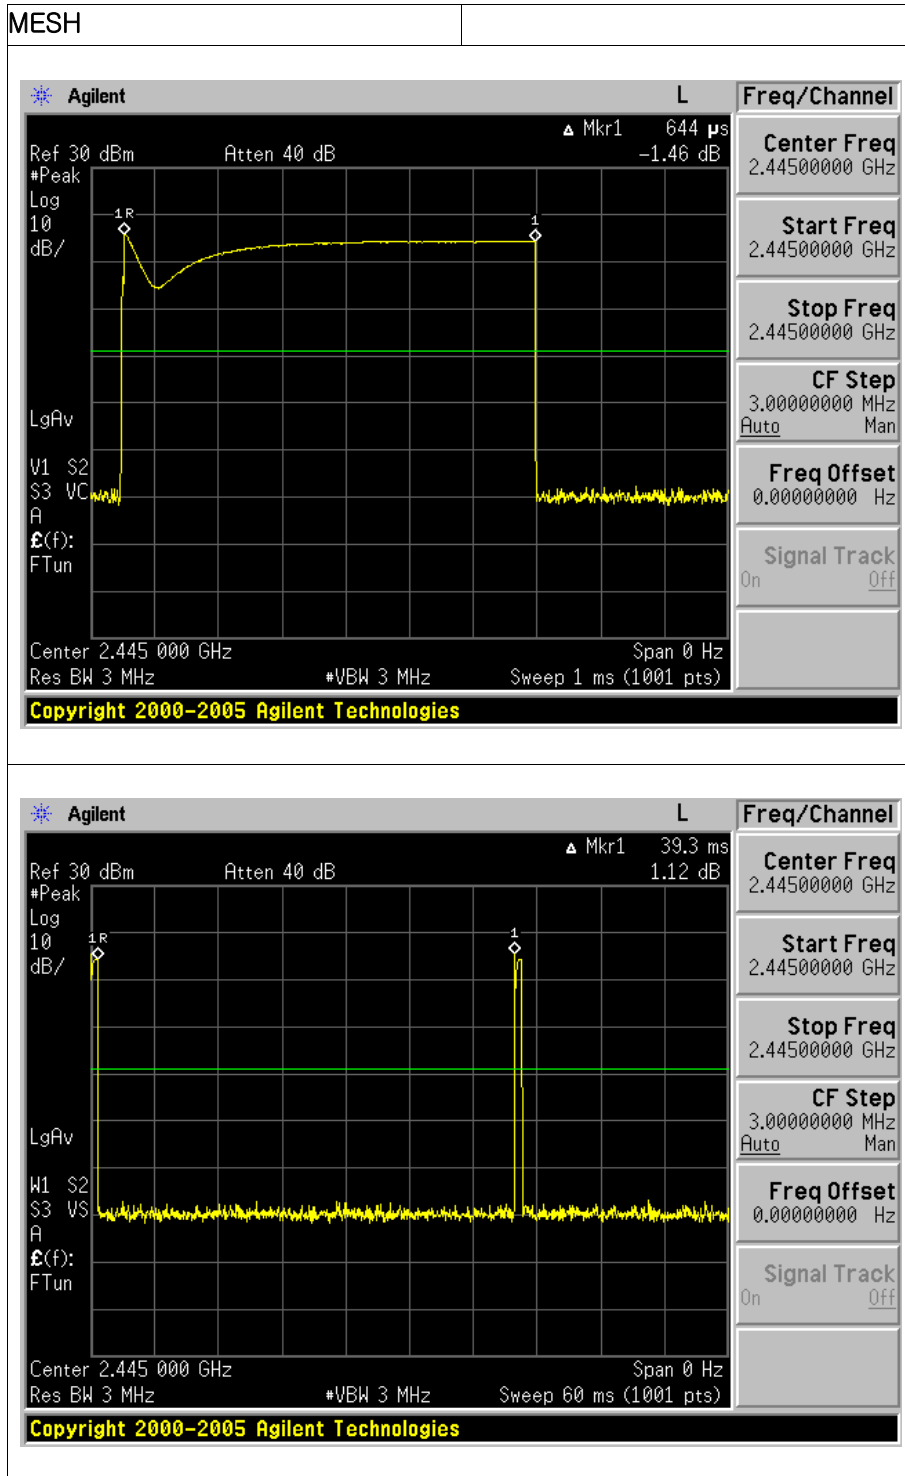 MESH
Agilent L Freq/Channel
Δ Mkr1 644 µs
Ref 30 dBm Atten 40 dB -1.46 dB
#Peak
Log
10
dB/
1R
1
LgAv
V1 S2
S3 VC
A
£(f):
FTun
Center 2.445 000 GHz Span 0 Hz
Res BW 3 MHz #VBW 3 MHz Sweep 1 ms (1001 pts)
Copyright 2000-2005 Agilent Technologies
Center Freq
2.44500000 GHz
Start Freq
2.44500000 GHz
Stop Freq
2.44500000 GHz
CF Step
3.00000000 MHz
Auto Man
Freq Offset
0.00000000 Hz
Signal Track
On Off
Agilent L Freq/Channel
Δ Mkr1 39.3 ms
Ref 30 dBm Atten 40 dB 1.12 dB
#Peak
Log
10
dB/
1R
1
LgAv
W1 S2
S3 VS
A
£(f):
FTun
Center 2.445 000 GHz Span 0 Hz
Res BW 3 MHz #VBW 3 MHz Sweep 60 ms (1001 pts)
Copyright 2000-2005 Agilent Technologies
Center Freq
2.44500000 GHz
Start Freq
2.44500000 GHz
Stop Freq
2.44500000 GHz
CF Step
3.00000000 MHz
Auto Man
Freq Offset
0.00000000 Hz
Signal Track
On Off